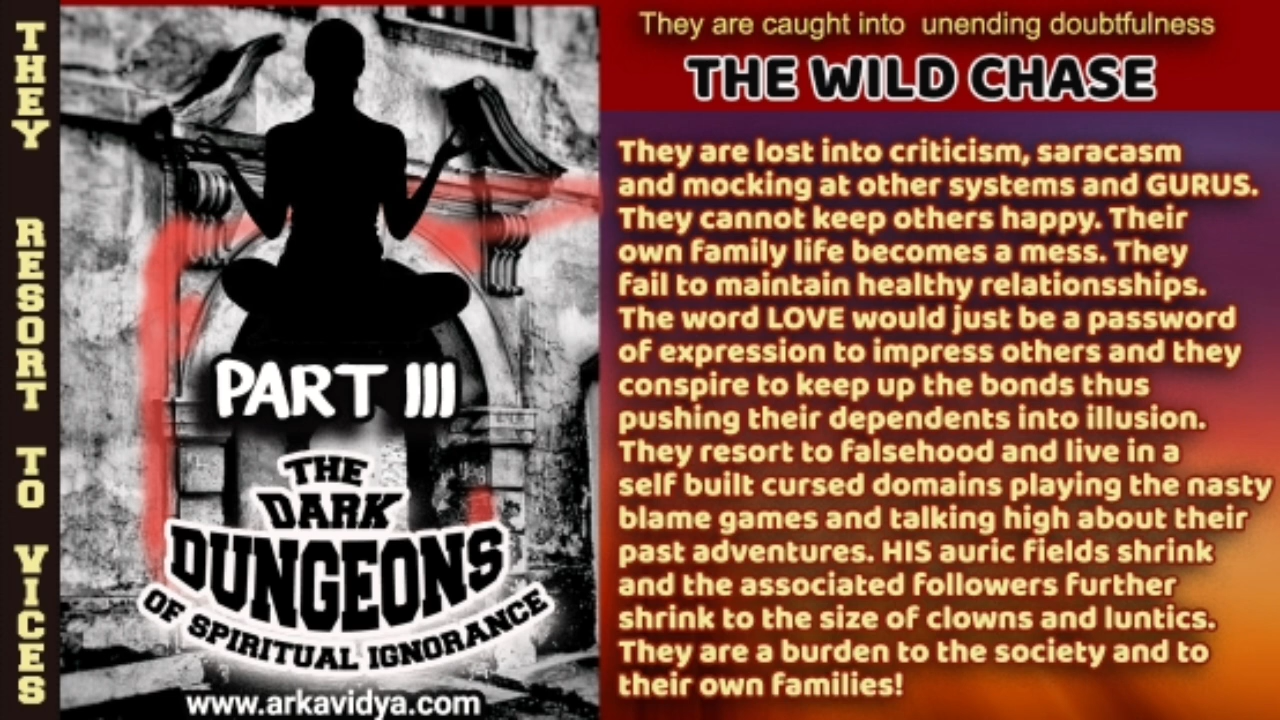 THEY RESORT TO VICES
PART III
THE
DARK
DUNGEONS
OF SPIRITUAL IGNORANCE
www.arkavidya.com
They are caught into unending doubtfulness
THE WILD CHASE
They are lost into criticism, saracasm
and mocking at other systems and GURUS.
They cannot keep others happy. Their
own family life becomes a mess. They
fail to maintain healthy relationsships.
The word LOVE would just be a password
of expression to impress others and they
conspire to keep up the bonds thus
pushing their dependents into illusion.
They resort to falsehood and live in a
self built cursed domains playing the nasty
blame games and talking high about their
past adventures. HIS auric fields shrink
and the associated followers further
shrink to the size of clowns and luntics.
They are a burden to the society and to
their own families!